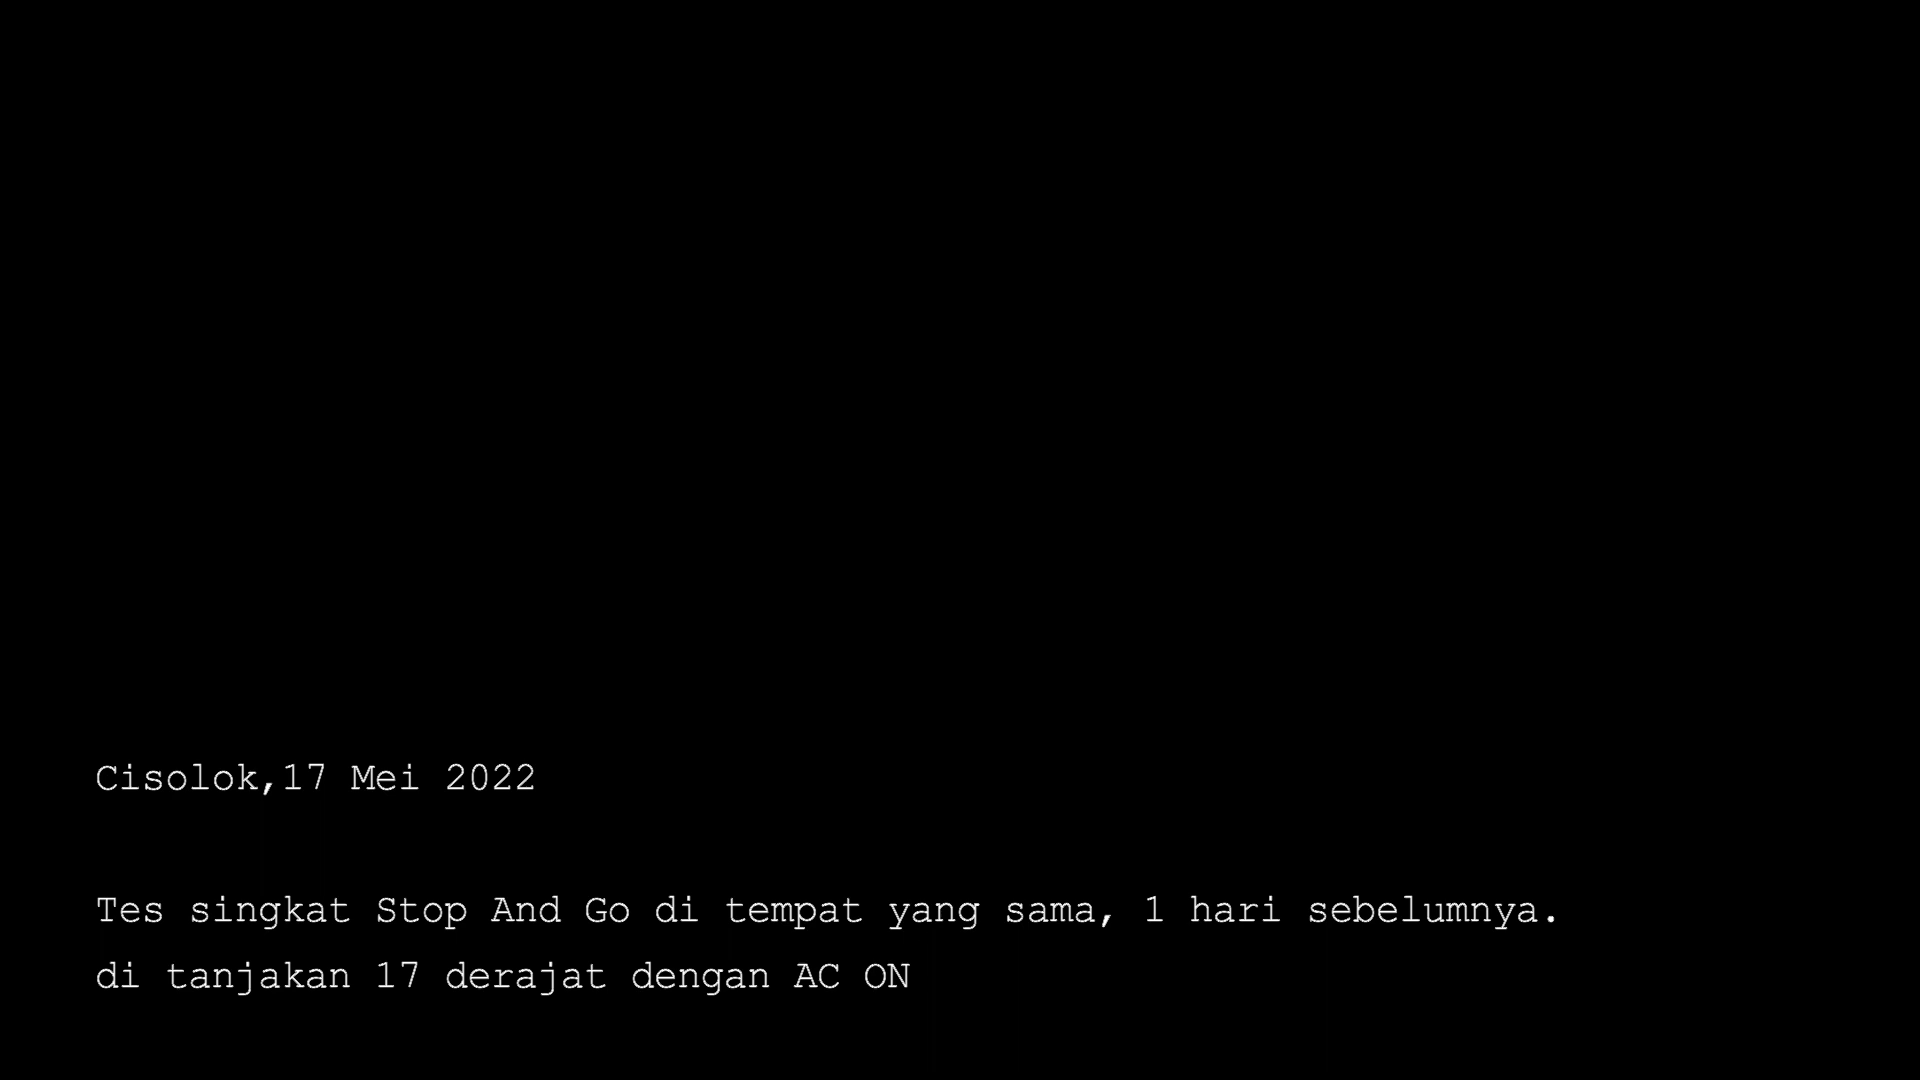 Cisolok,17 Mei 2022
Tes singkat Stop And Go di tempat yang sama, 1 hari sebelumnya.
di tanjakan 17 derajat dengan AC ON